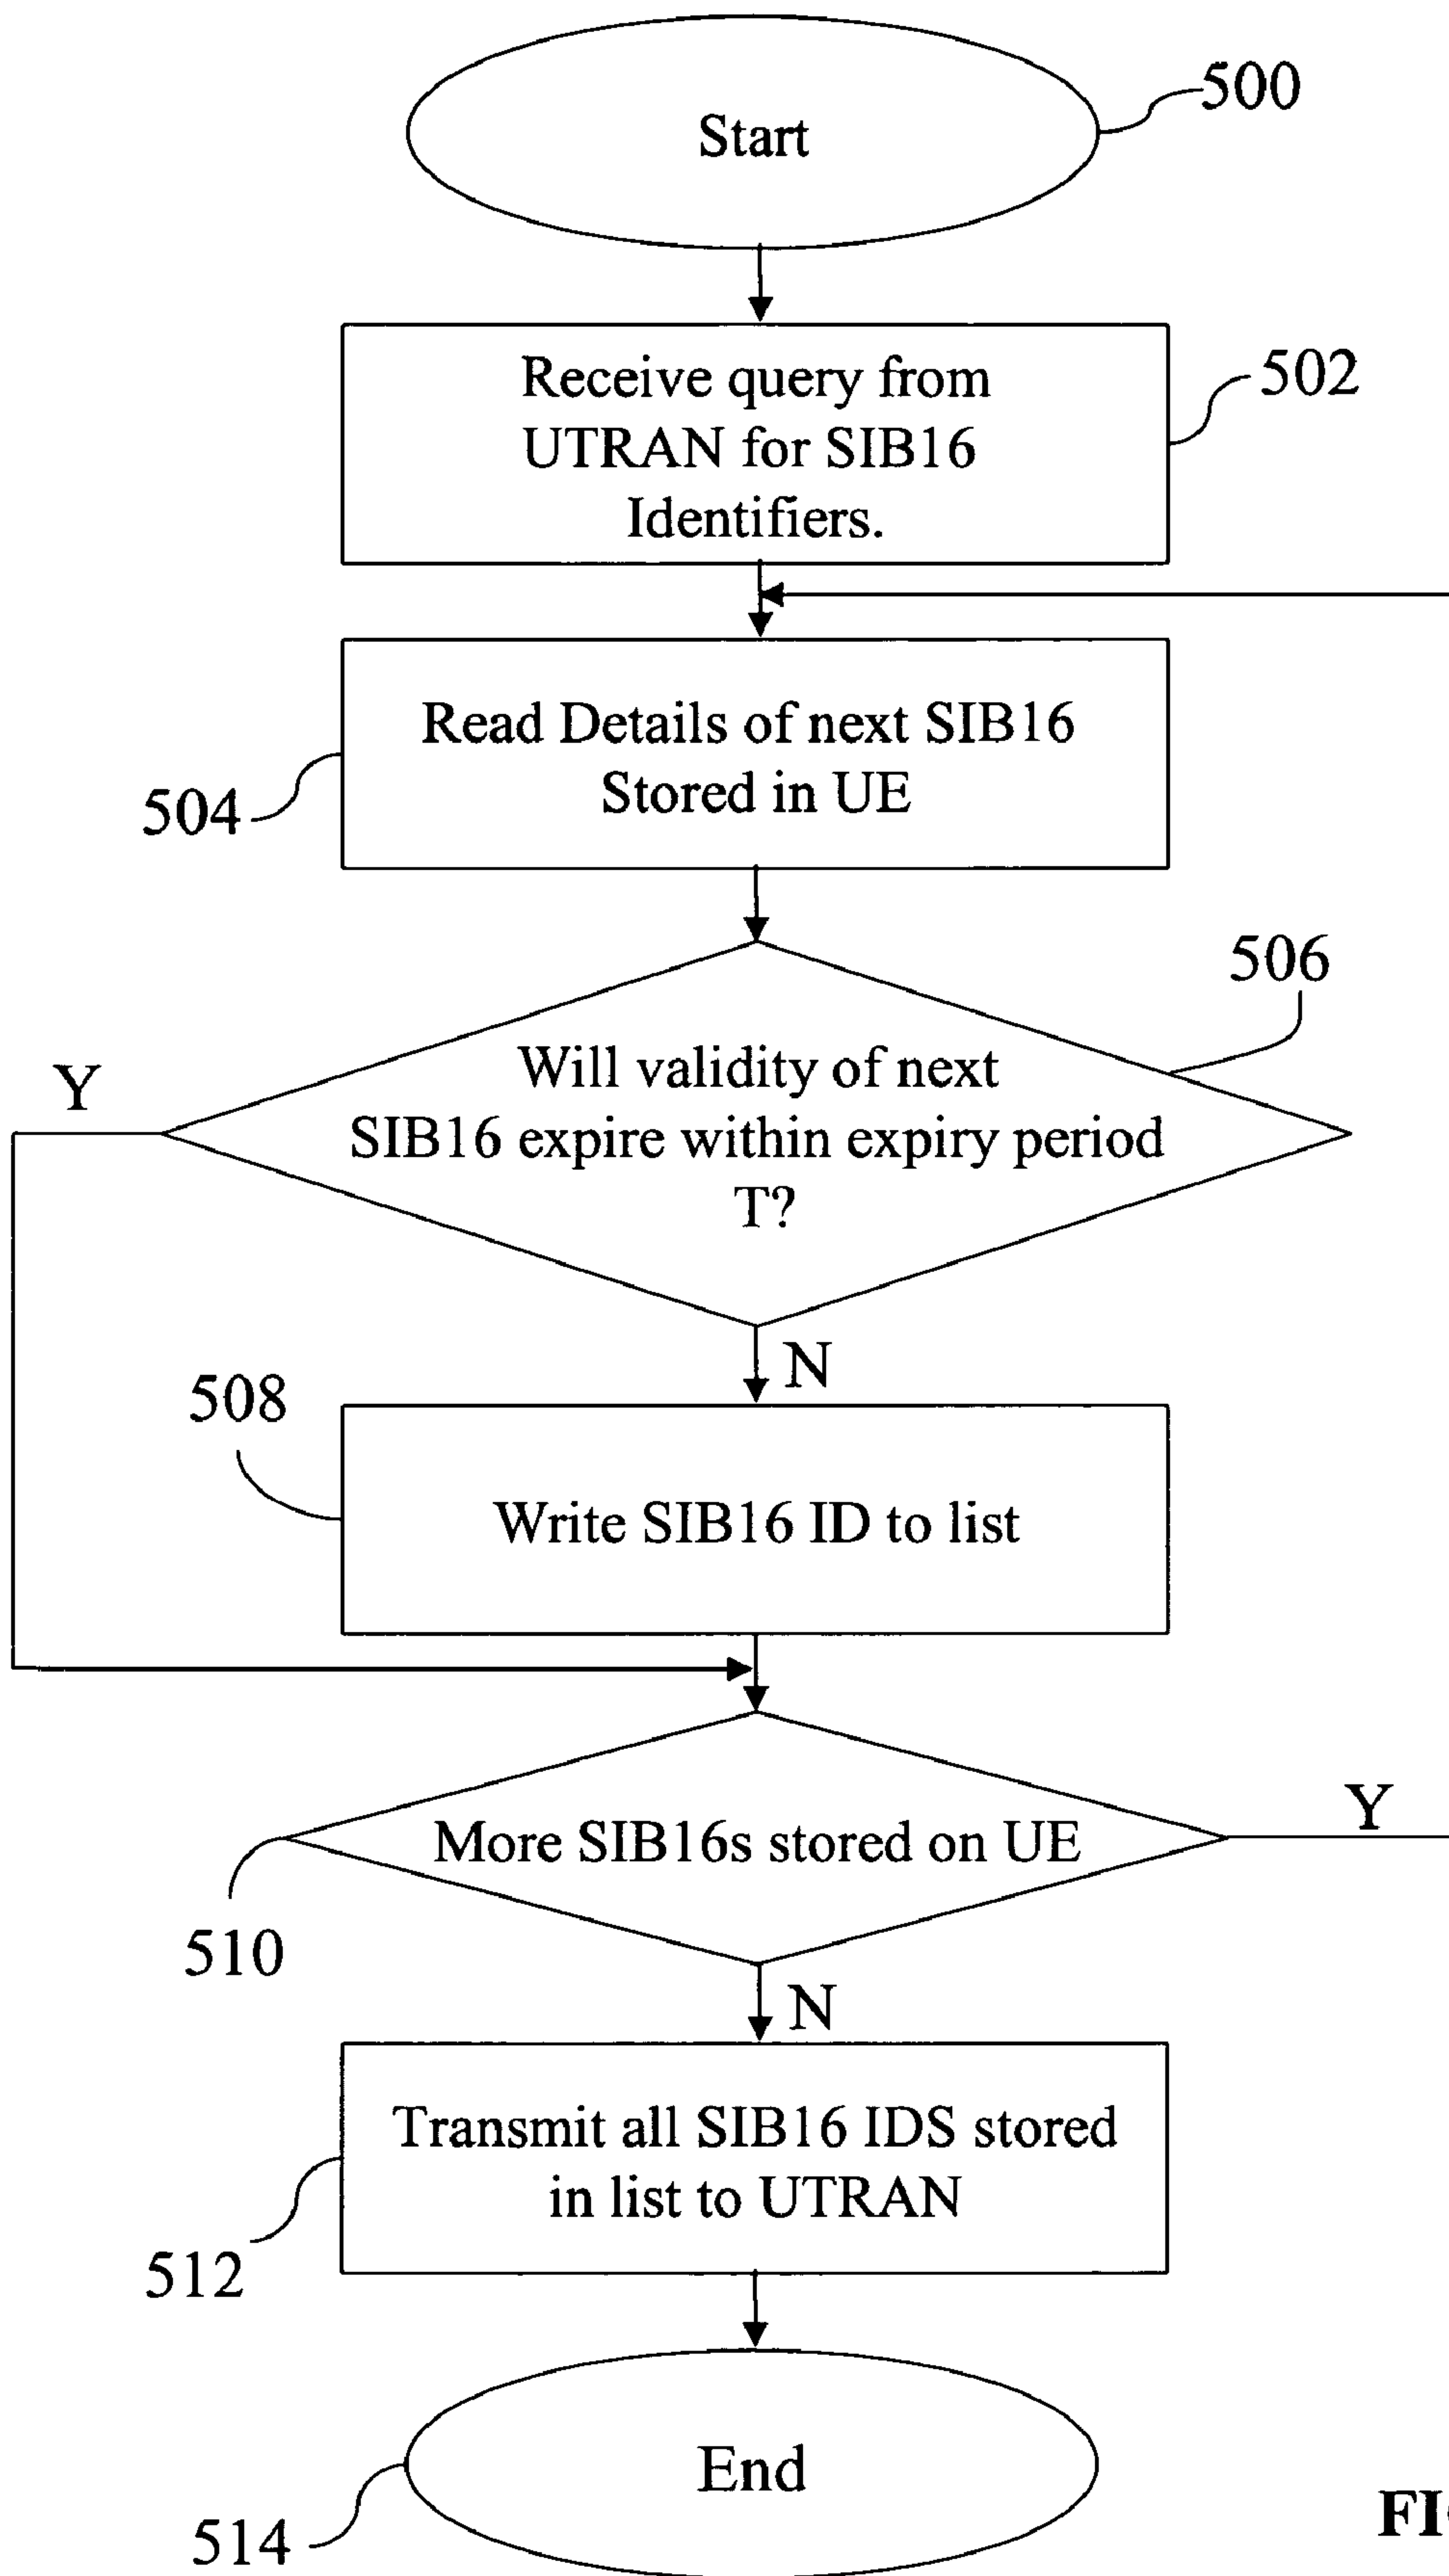 Start
500
Receive query from
UTRAN for SIB16
Identifiers.
502
Read Details of next SIB16
Stored in UE
504
506
Will validity of next
SIB16 expire within expiry period
T?
Y
N
508
Write SIB16 ID to list
More SIB16s stored on UE
Y
510
N
Transmit all SIB16 IDS stored
in list to UTRAN
512
End
514